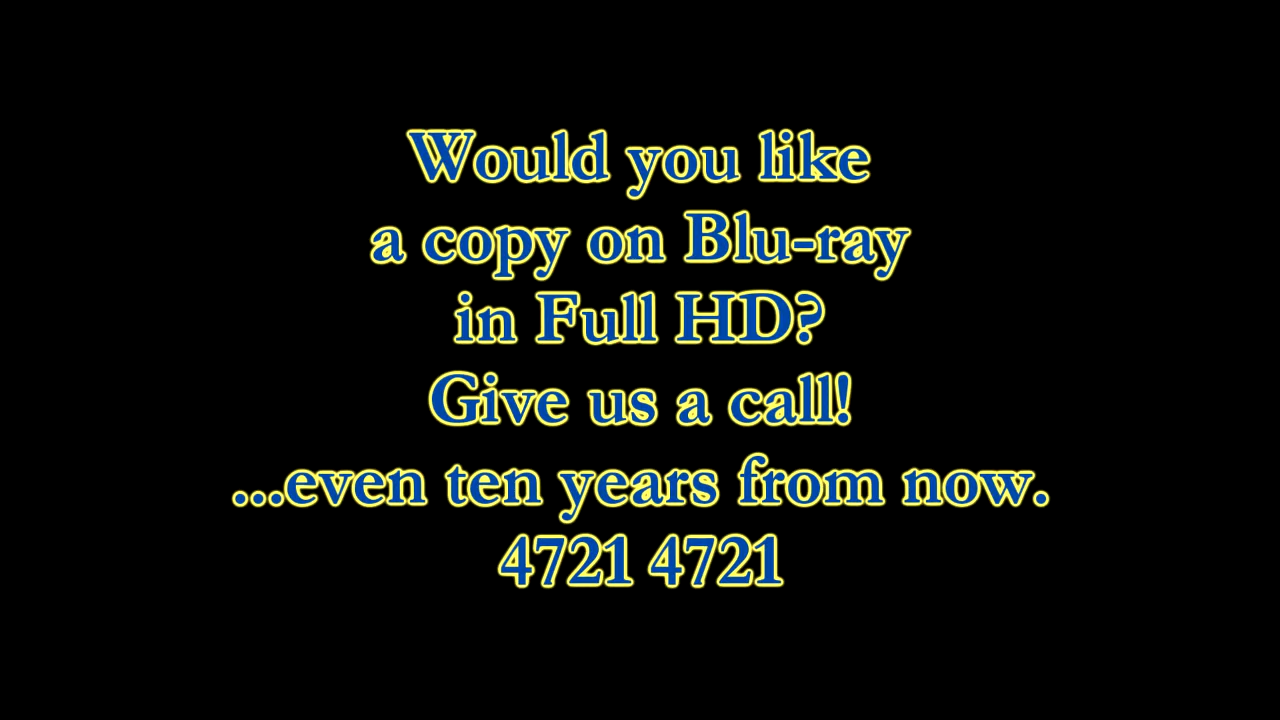 Would you like
a copy on Blu-ray
in Full HD?
Give us a call!
...even ten years from now.
4721 4721